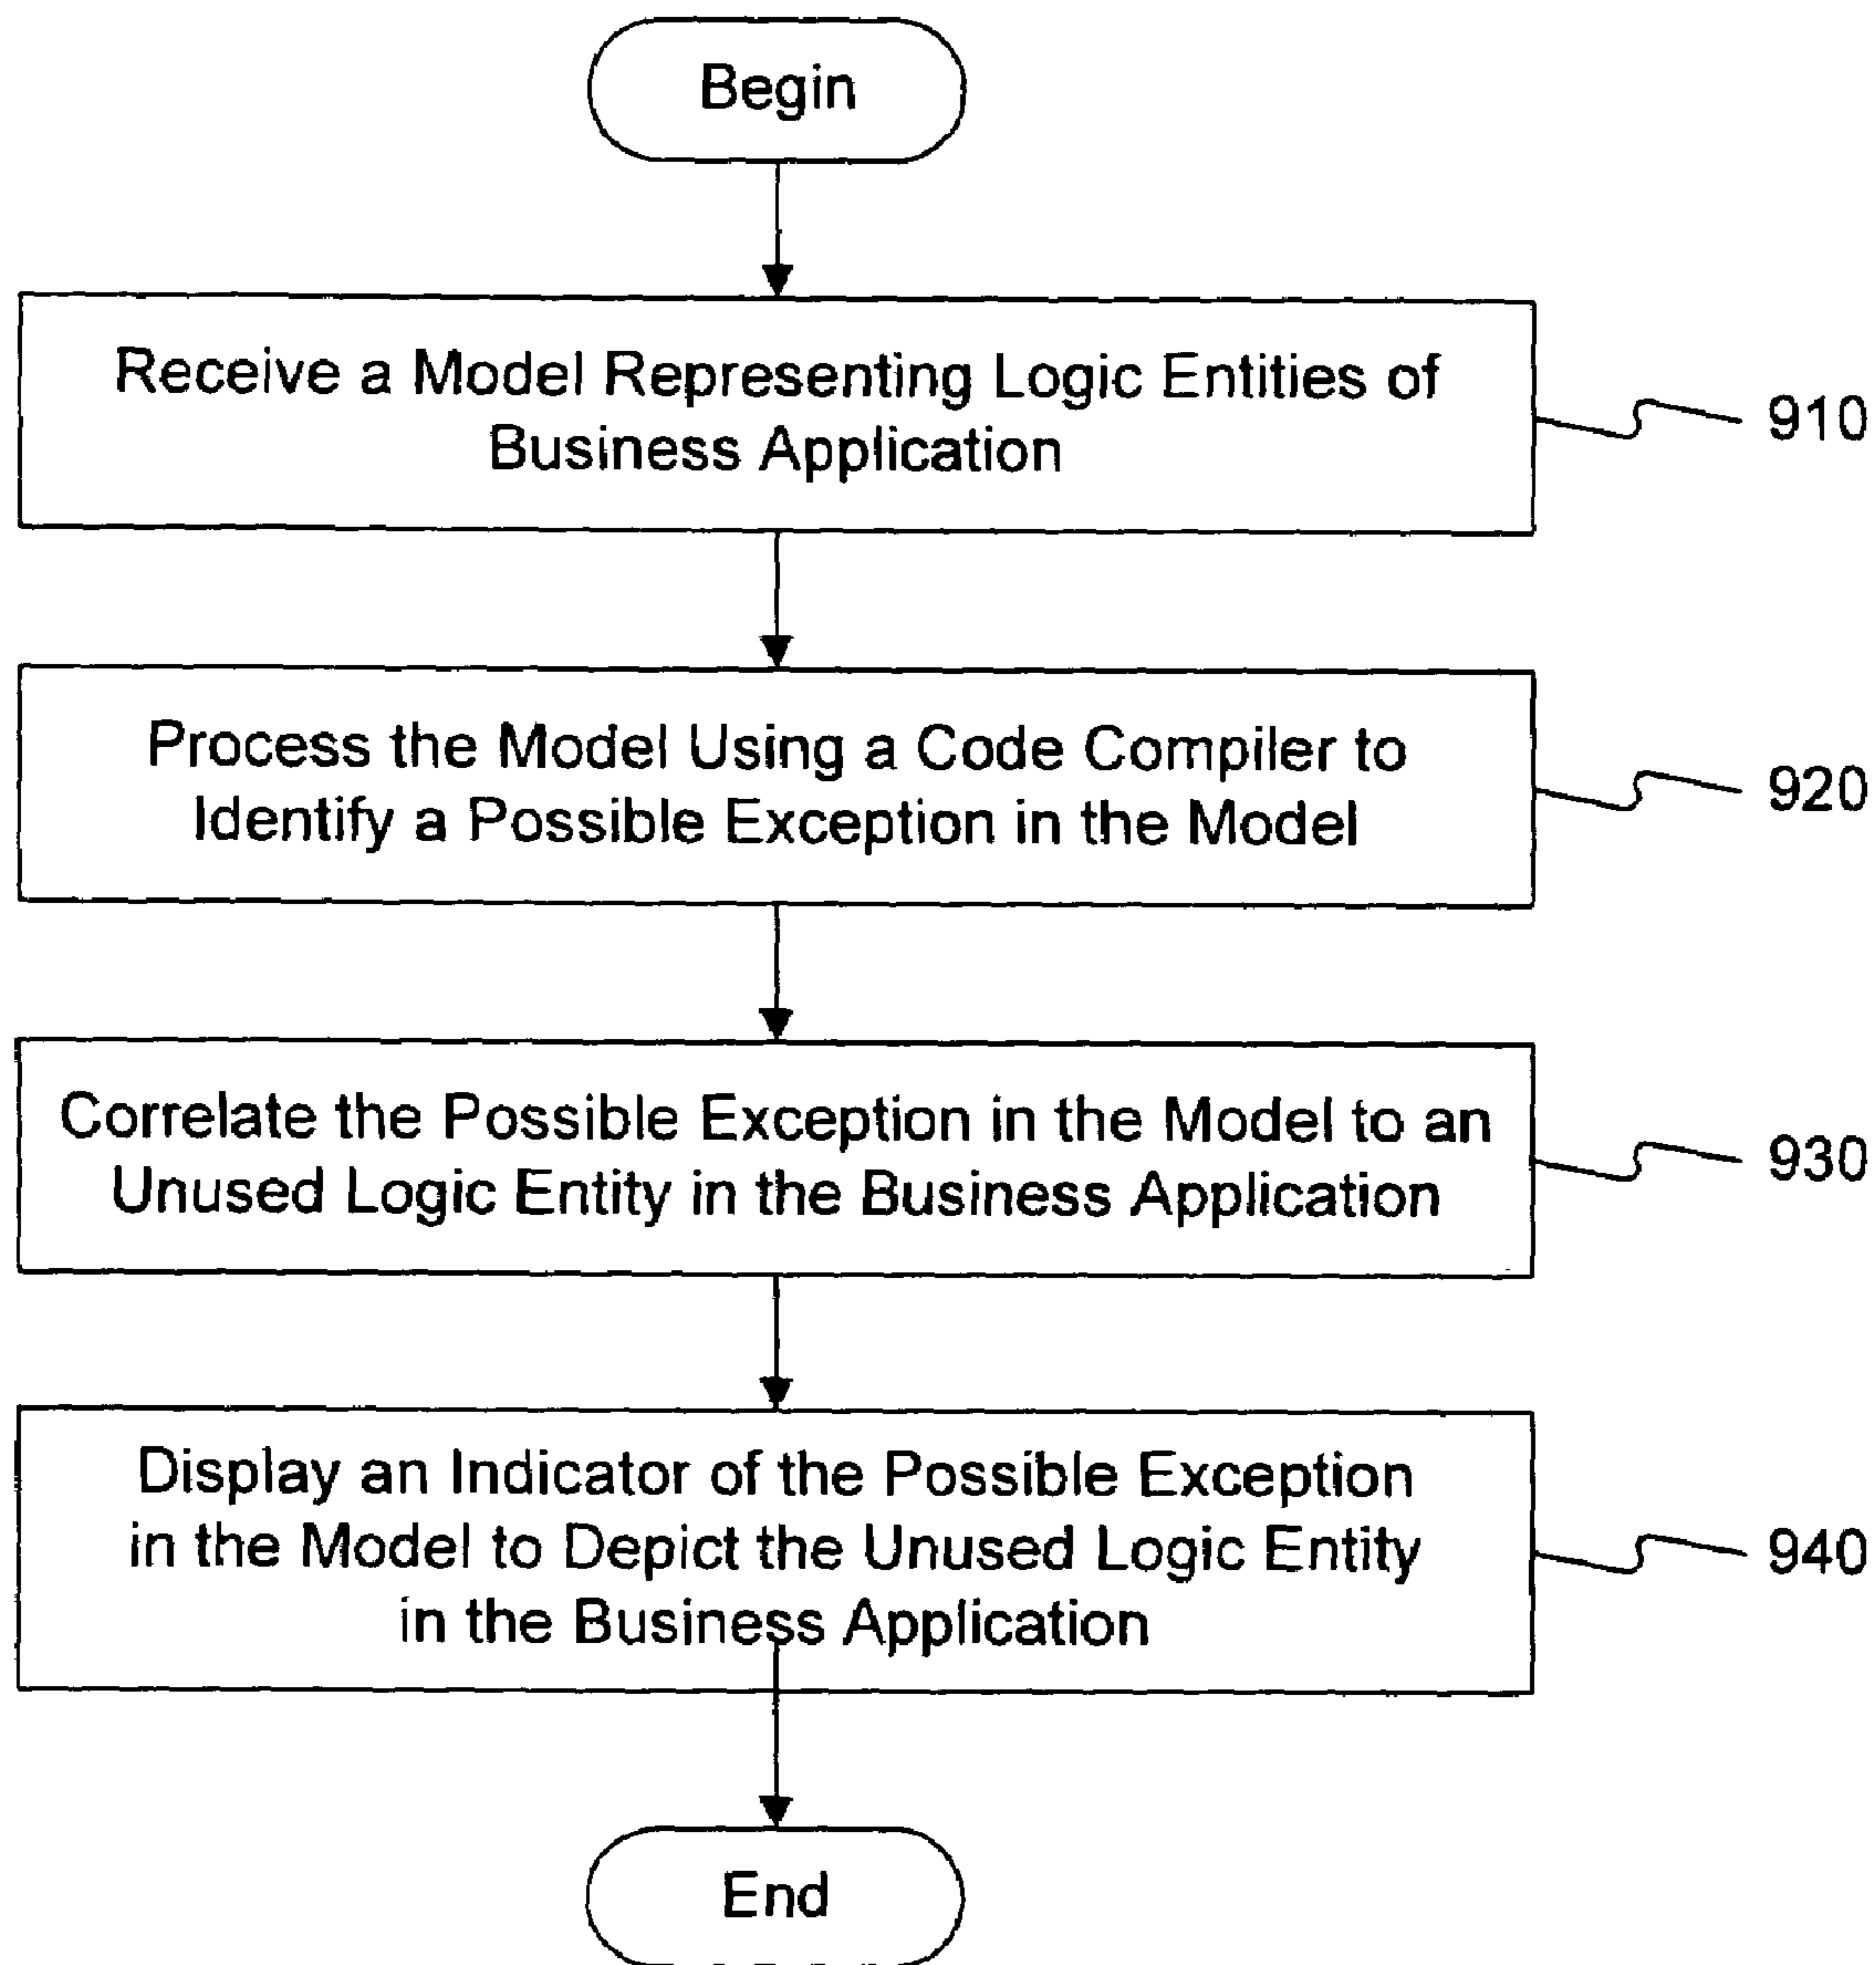 Begin
Receive a Model Representing Logic Entities of
Business Application
910
Process the Model Using a Code Compiler to
Identify a Possible Exception in the Model
920
Correlate the Possible Exception in the Model to an
Unused Logic Entity in the Business Application
930
Display an Indicator of the Possible Exception
in the Model to Depict the Unused Logic Entity
in the Business Application
940
End